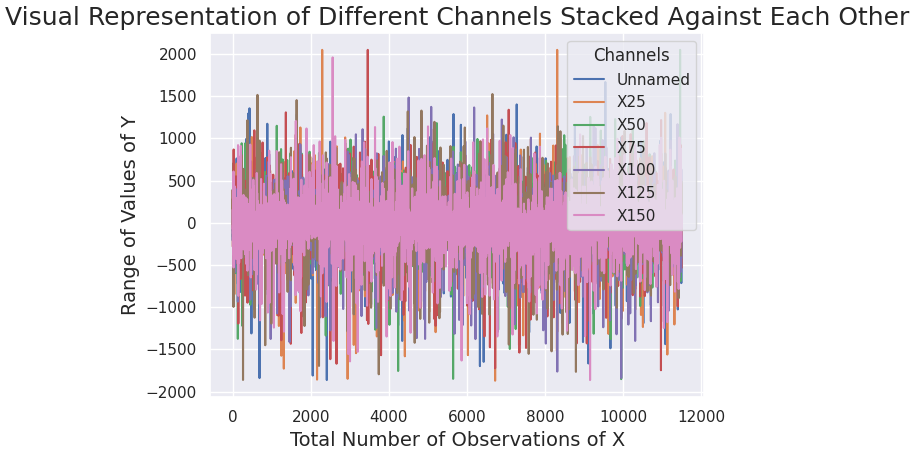 Visual Representation of Different Channels Stacked Against Each Other
Range of Values of Y
2000
1500
1000
500
0
−500
−1000
−1500
−2000
Channels
Unnamed
X25
X50
X75
X100
X125
X150
0 2000 4000 6000 8000 10000 12000
Total Number of Observations of X